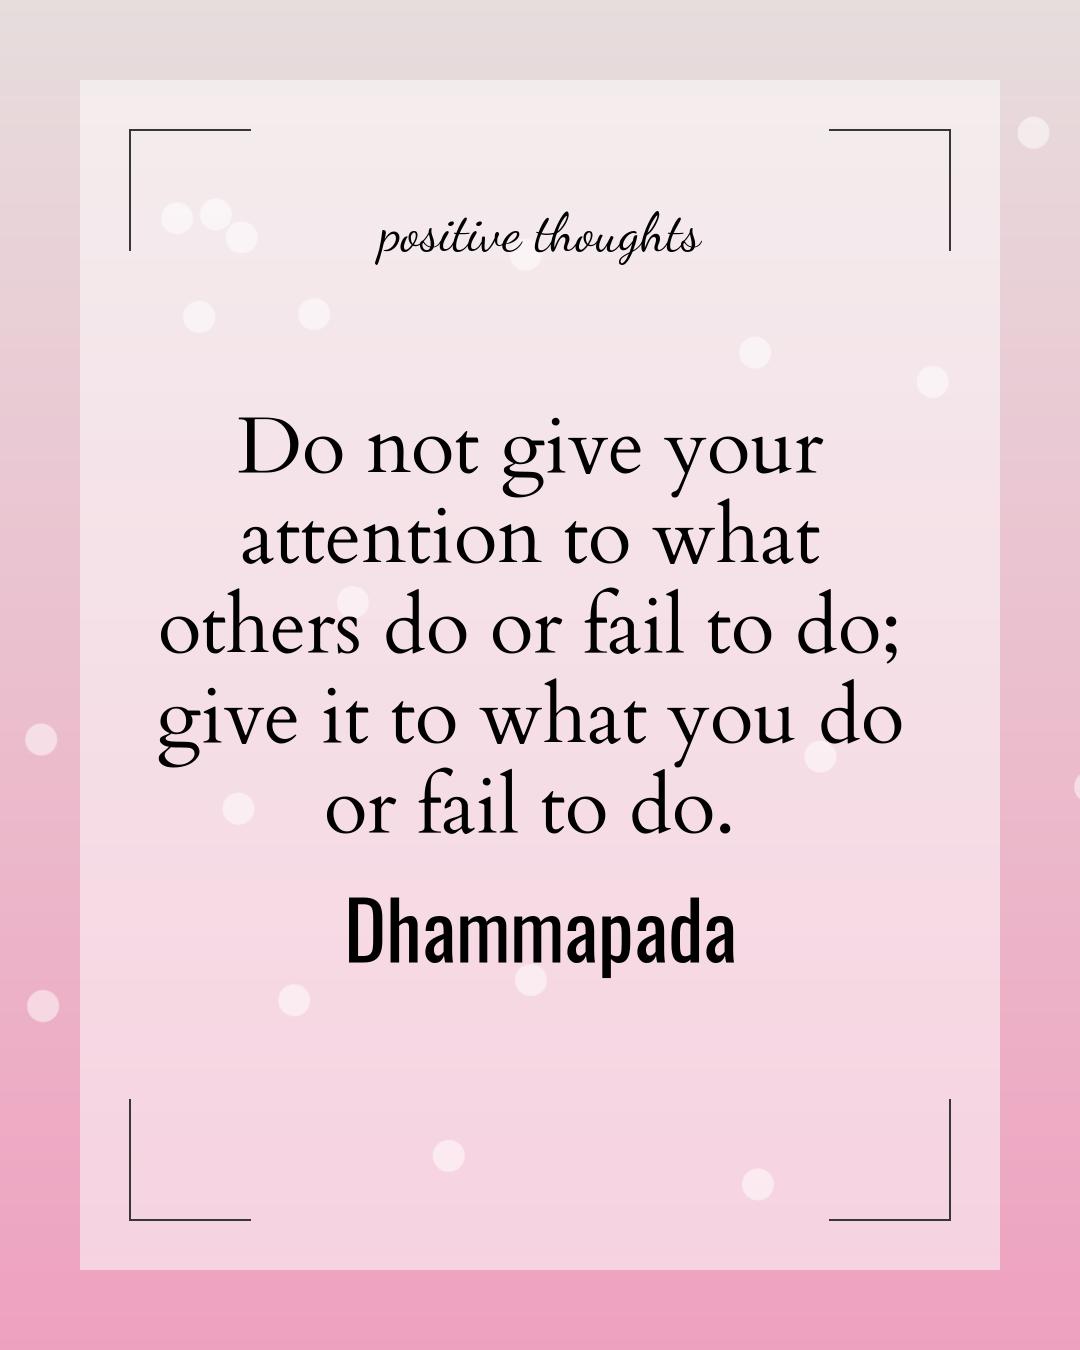 positive thoughts
Do not give your
attention to what
others do or fail to do;
give it to what you do
or fail to do.
Dhammapada